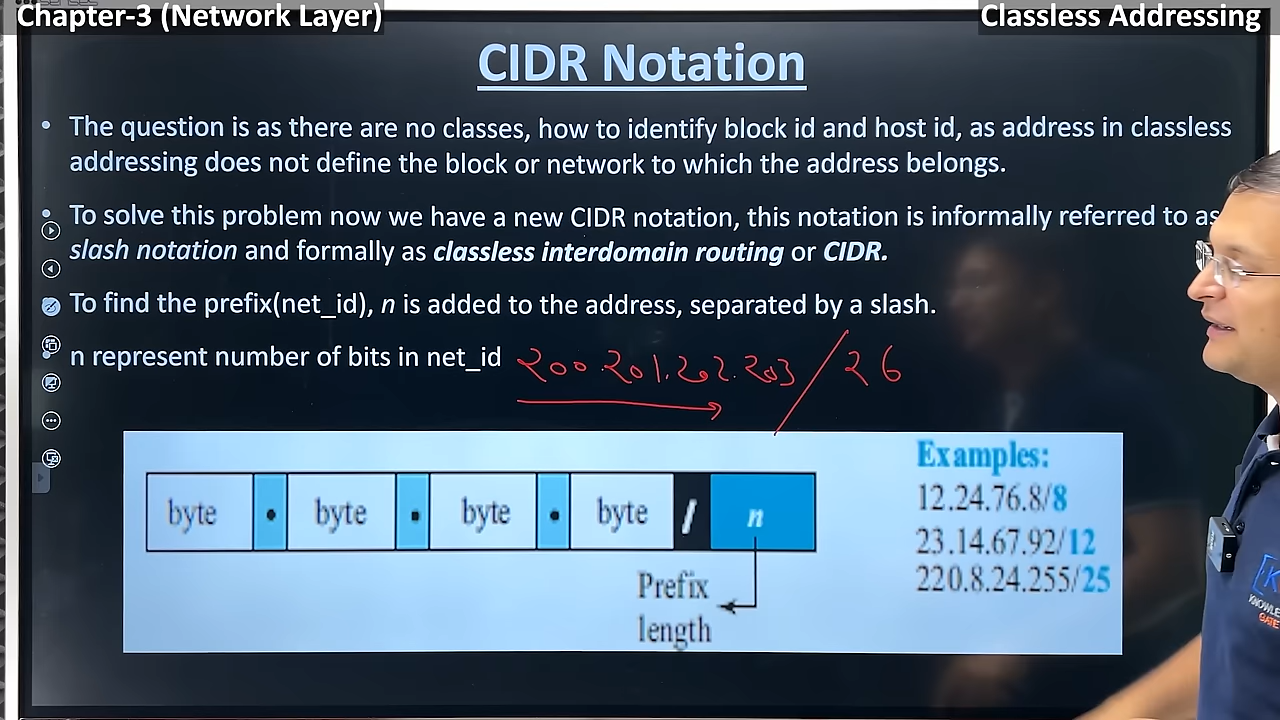 Chapter-3 (Network Layer)
Classless Addressing
CIDR Notation
• The question is as there are no classes, how to identify block id and host id, as address in classless
addressing does not define the block or network to which the address belongs.
• To solve this problem now we have a new CIDR notation, this notation is informally referred to as
slash notation and formally as classless interdomain routing or CIDR.
• To find the prefix(net_id), n is added to the address, separated by a slash.
• n represent number of bits in net_id
200.201.202.203/26
byte . byte . byte . byte / n
Prefix
length
Examples:
12.24.76.8/8
23.14.67.92/12
220.8.24.255/25
K
KNOWLE
GATE